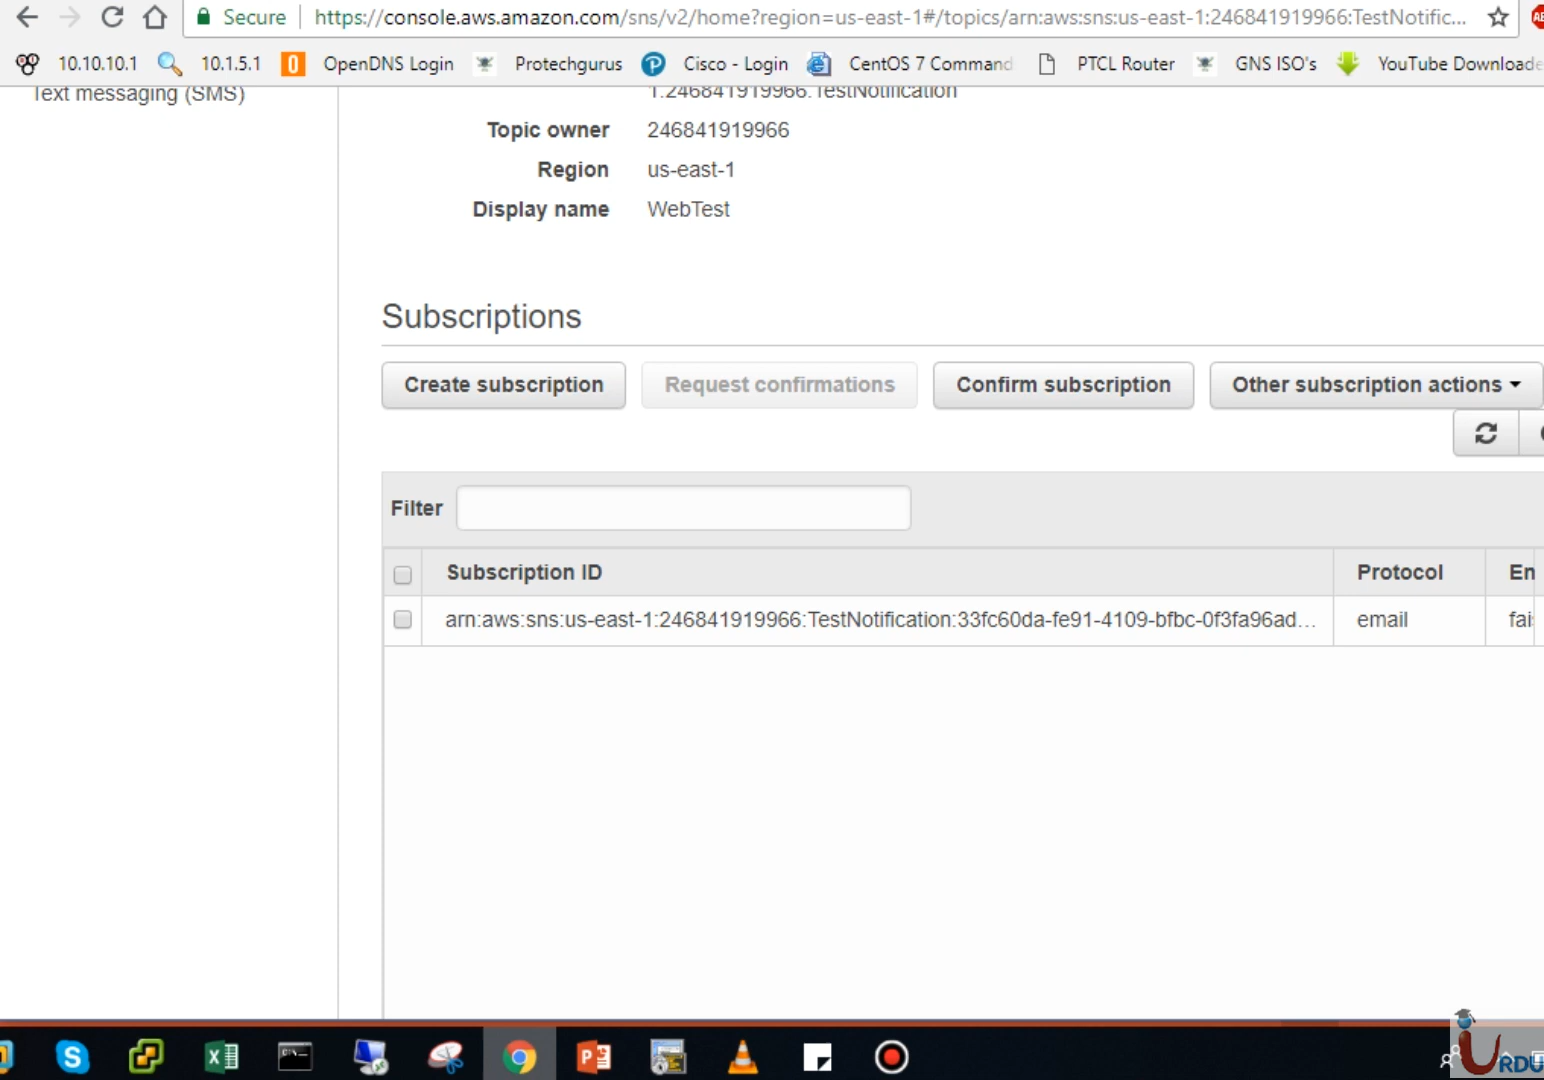 Secure https://console.aws.amazon.com/sns/v2/home?region=us-east-1#/topics/arn:aws:sns:us-east-1:246841919966:TestNotific...
10.10.10.1 10.1.5.1 OpenDNS Login Protechgurus Cisco - Login CentOS 7 Command PTCL Router GNS ISO's YouTube Downloade
Text messaging (SMS)
1:246841919966:TestNotification
Topic owner 246841919966
Region us-east-1
Display name WebTest
Subscriptions
Create subscription Request confirmations Confirm subscription Other subscription actions
Filter
Subscription ID Protocol En
arn:aws:sns:us-east-1:246841919966:TestNotification:33fc60da-fe91-4109-bfbc-0f3fa96ad... email fai
URDU